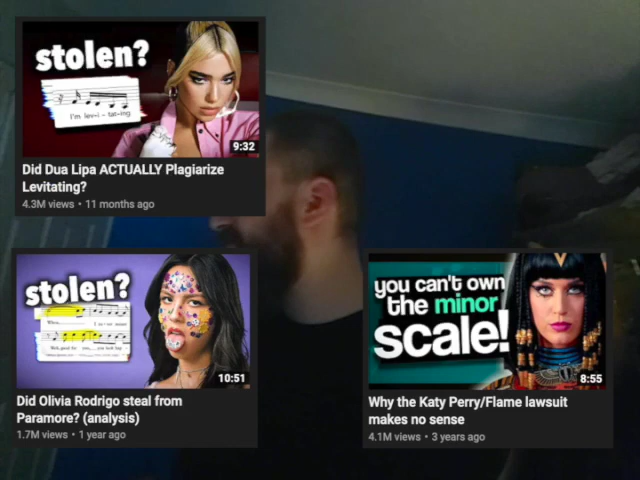 stolen?
I'm lev-i-tat-ing
9:32
Did Dua Lipa ACTUALLY Plagiarize
Levitating?
4.3M views • 11 months ago
stolen?
10:51
Did Olivia Rodrigo steal from
Paramore? (analysis)
1.7M views • 1 year ago
you can't own
the minor
scale!
8:55
Why the Katy Perry/Flame lawsuit
makes no sense
4.1M views • 3 years ago